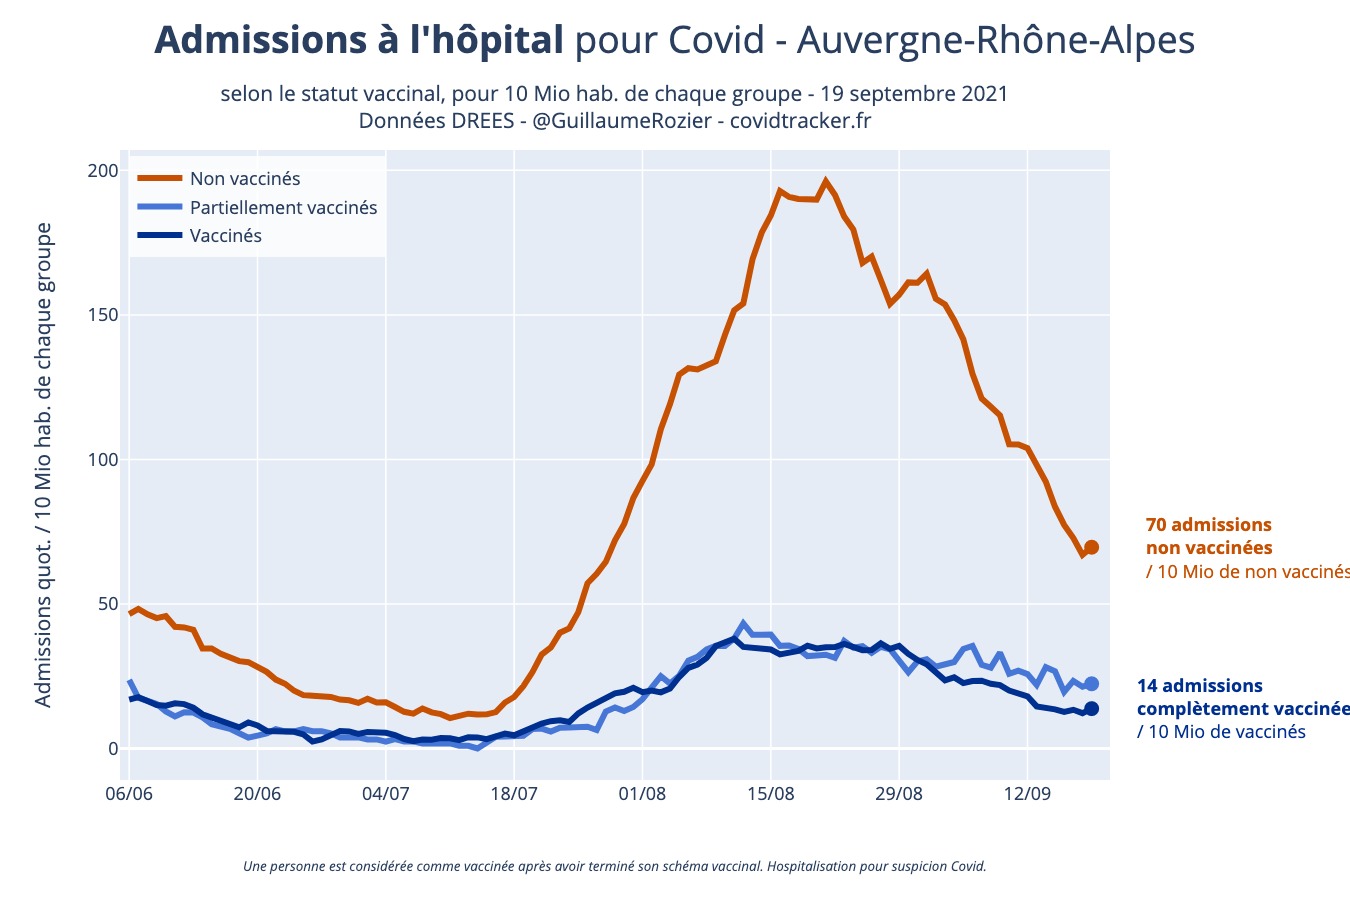 Admissions à l'hôpital pour Covid - Auvergne-Rhône-Alpes
selon le statut vaccinal, pour 10 Mio hab. de chaque groupe - 19 septembre 2021
Données DREES - @GuillaumeRozier - covidtracker.fr
Non vaccinés
Partiellement vaccinés
Vaccinés
Admissions quot. / 10 Mio hab. de chaque groupe
200
150
100
50
0
06/06
20/06
04/07
18/07
01/08
15/08
29/08
12/09
70 admissions
non vaccinées
/ 10 Mio de non vaccinés
14 admissions
complètement vaccinée
/ 10 Mio de vaccinés
Une personne est considérée comme vaccinée après avoir terminé son schéma vaccinal. Hospitalisation pour suspicion Covid.